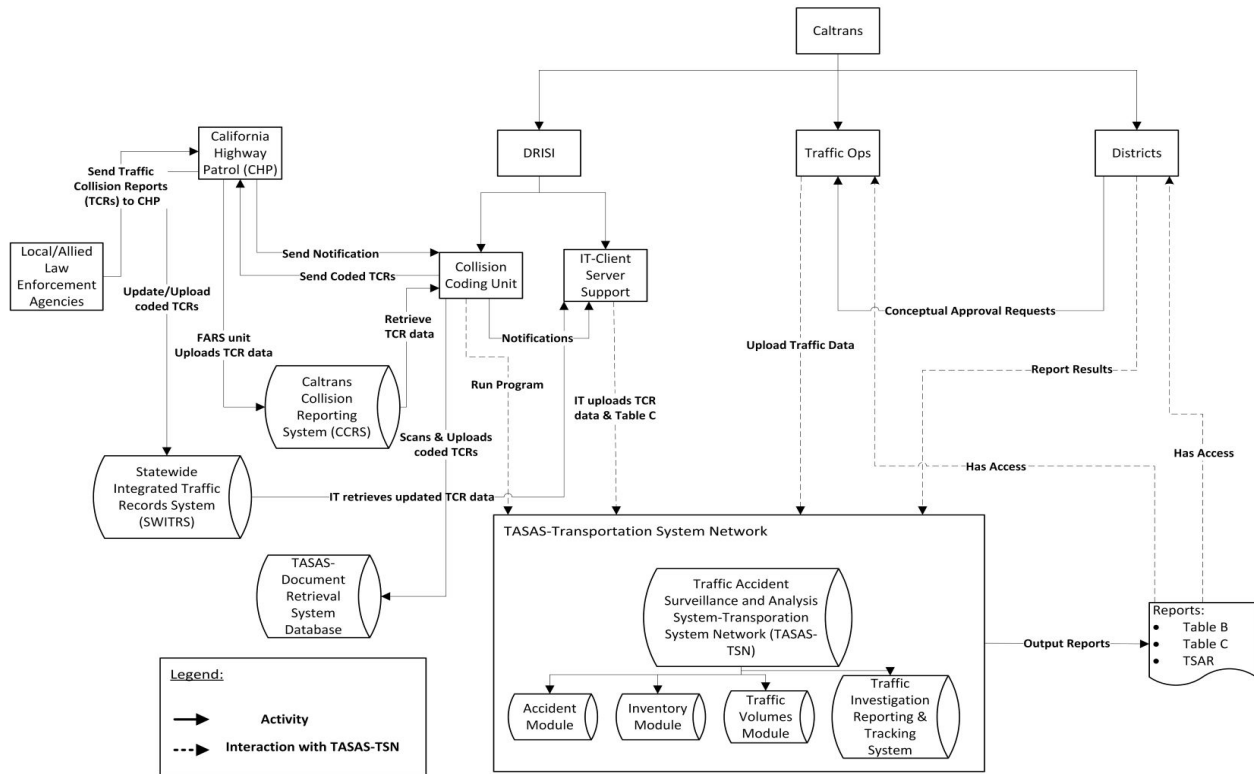 Caltrans
DRISI
Traffic Ops
Districts
California
Highway
Patrol (CHP)
Send Traffic
Collision Reports
(TCRs) to CHP
Local/Allied
Law
Enforcement
Agencies
Send Notification
Send Coded TCRs
Collision
Coding Unit
IT-Client
Server
Support
Update/Upload
coded TCRs
Retrieve
TCR data
Notifications
Conceptual Approval Requests
FARS unit
Uploads TCR data
Upload Traffic Data
Report Results
Run Program
Caltrans
Collision
Reporting
System (CCRS)
IT uploads TCR
data & Table C
Scans & Uploads
coded TCRs
Has Access
Has Access
Statewide
Integrated Traffic
Records System
(SWITRS)
IT retrieves updated TCR data
TASAS-Transportation System Network
TASAS-
Document
Retrieval
System
Database
Traffic Accident
Surveillance and Analysis
System-Transporation
System Network (TASAS-
TSN)
Reports:
• Table B
• Table C
• TSAR
Output Reports
Accident
Module
Inventory
Module
Traffic
Volumes
Module
Traffic
Investigation
Reporting &
Tracking
System
Legend:
Activity
Interaction with TASAS-TSN